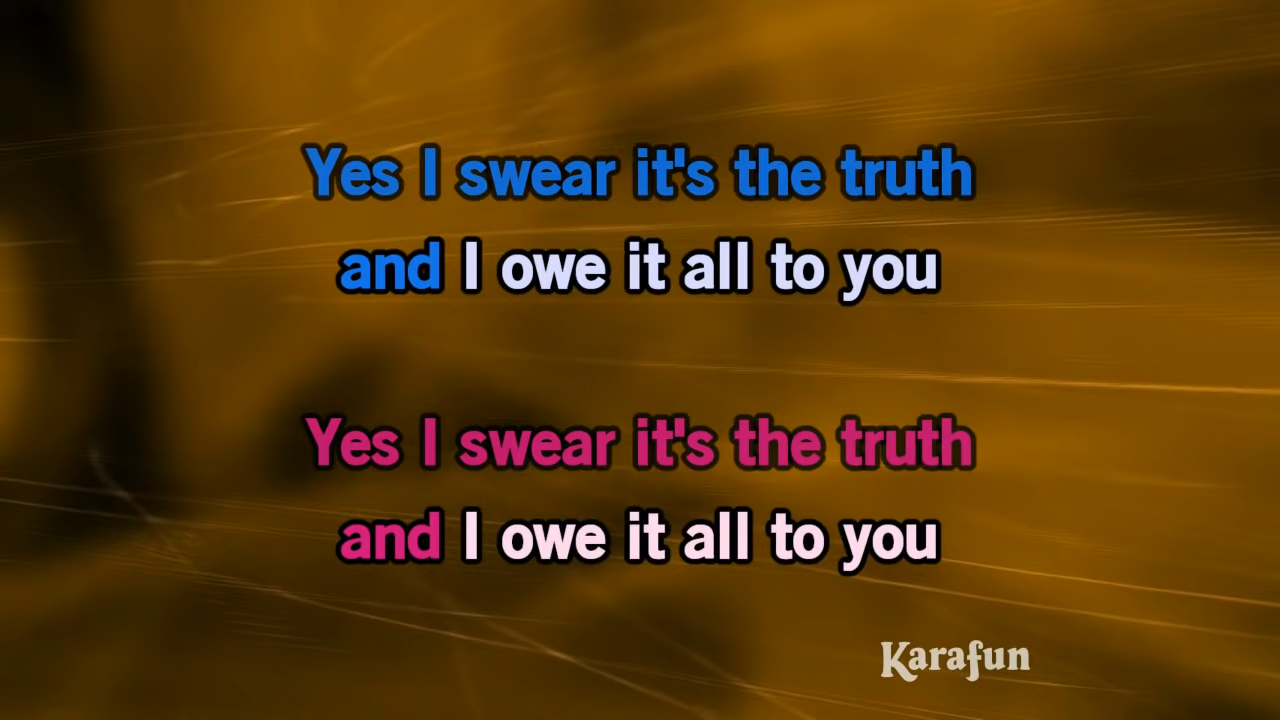 Yes I swear it's the truth
and I owe it all to you
Yes I swear it's the truth
and I owe it all to you
Karafun